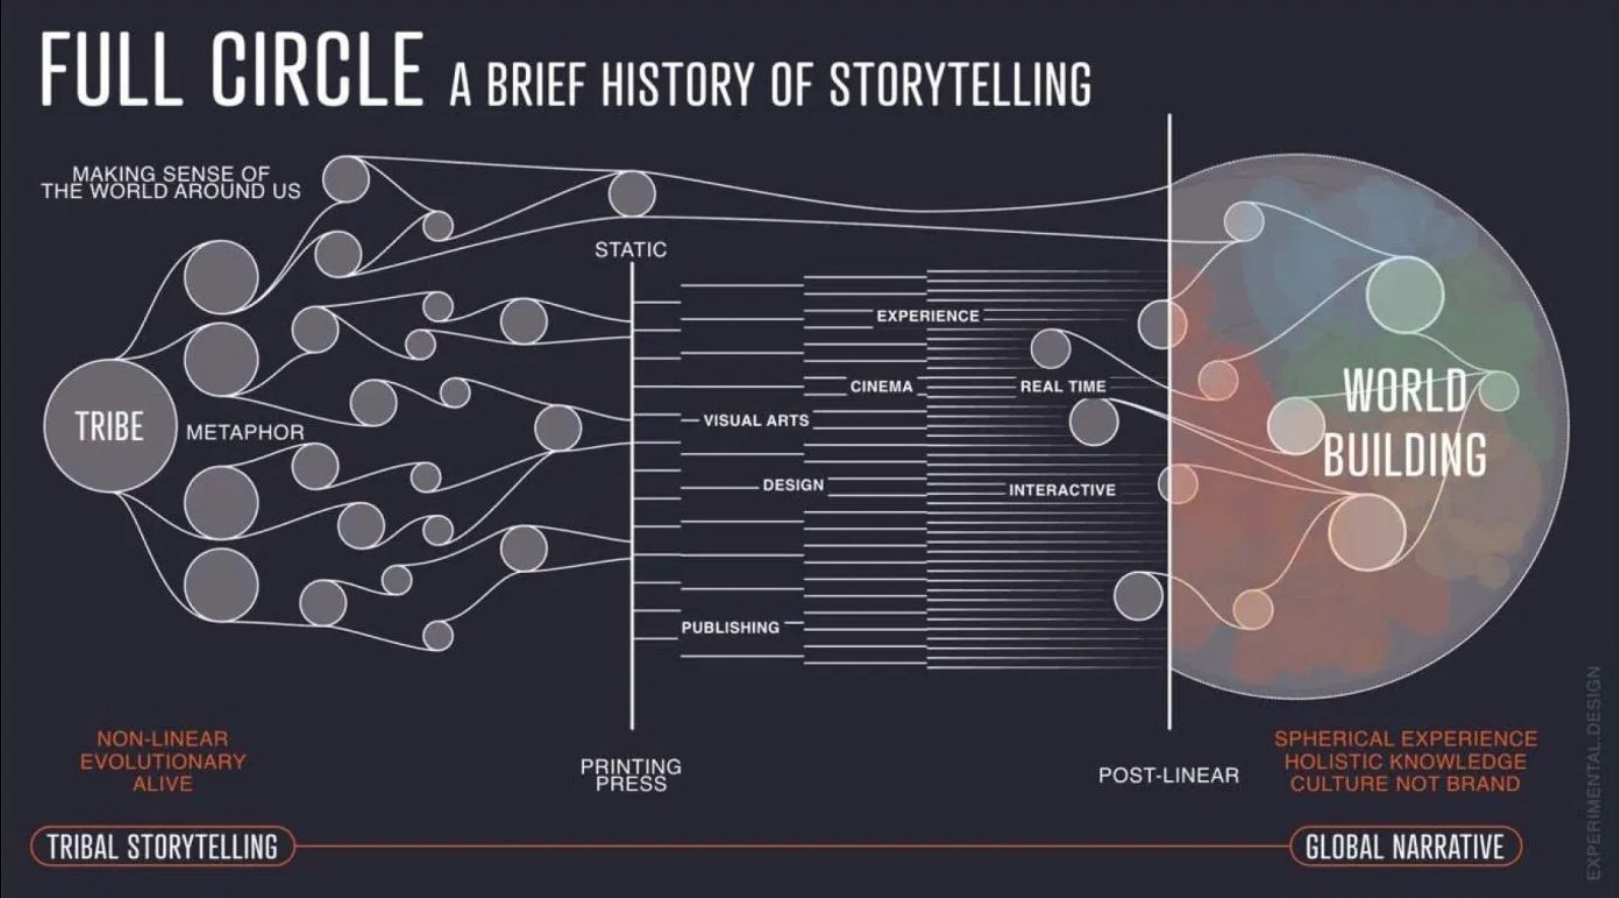 FULL CIRCLE A BRIEF HISTORY OF STORYTELLING
MAKING SENSE OF
THE WORLD AROUND US
STATIC
EXPERIENCE
CINEMA
REAL TIME
VISUAL ARTS
TRIBE
METAPHOR
WORLD
BUILDING
DESIGN
INTERACTIVE
PUBLISHING
NON-LINEAR
EVOLUTIONARY
ALIVE
PRINTING
PRESS
POST-LINEAR
SPHERICAL EXPERIENCE
HOLISTIC KNOWLEDGE
CULTURE NOT BRAND
TRIBAL STORYTELLING
GLOBAL NARRATIVE
EXPERIMENTAL.DESIGN